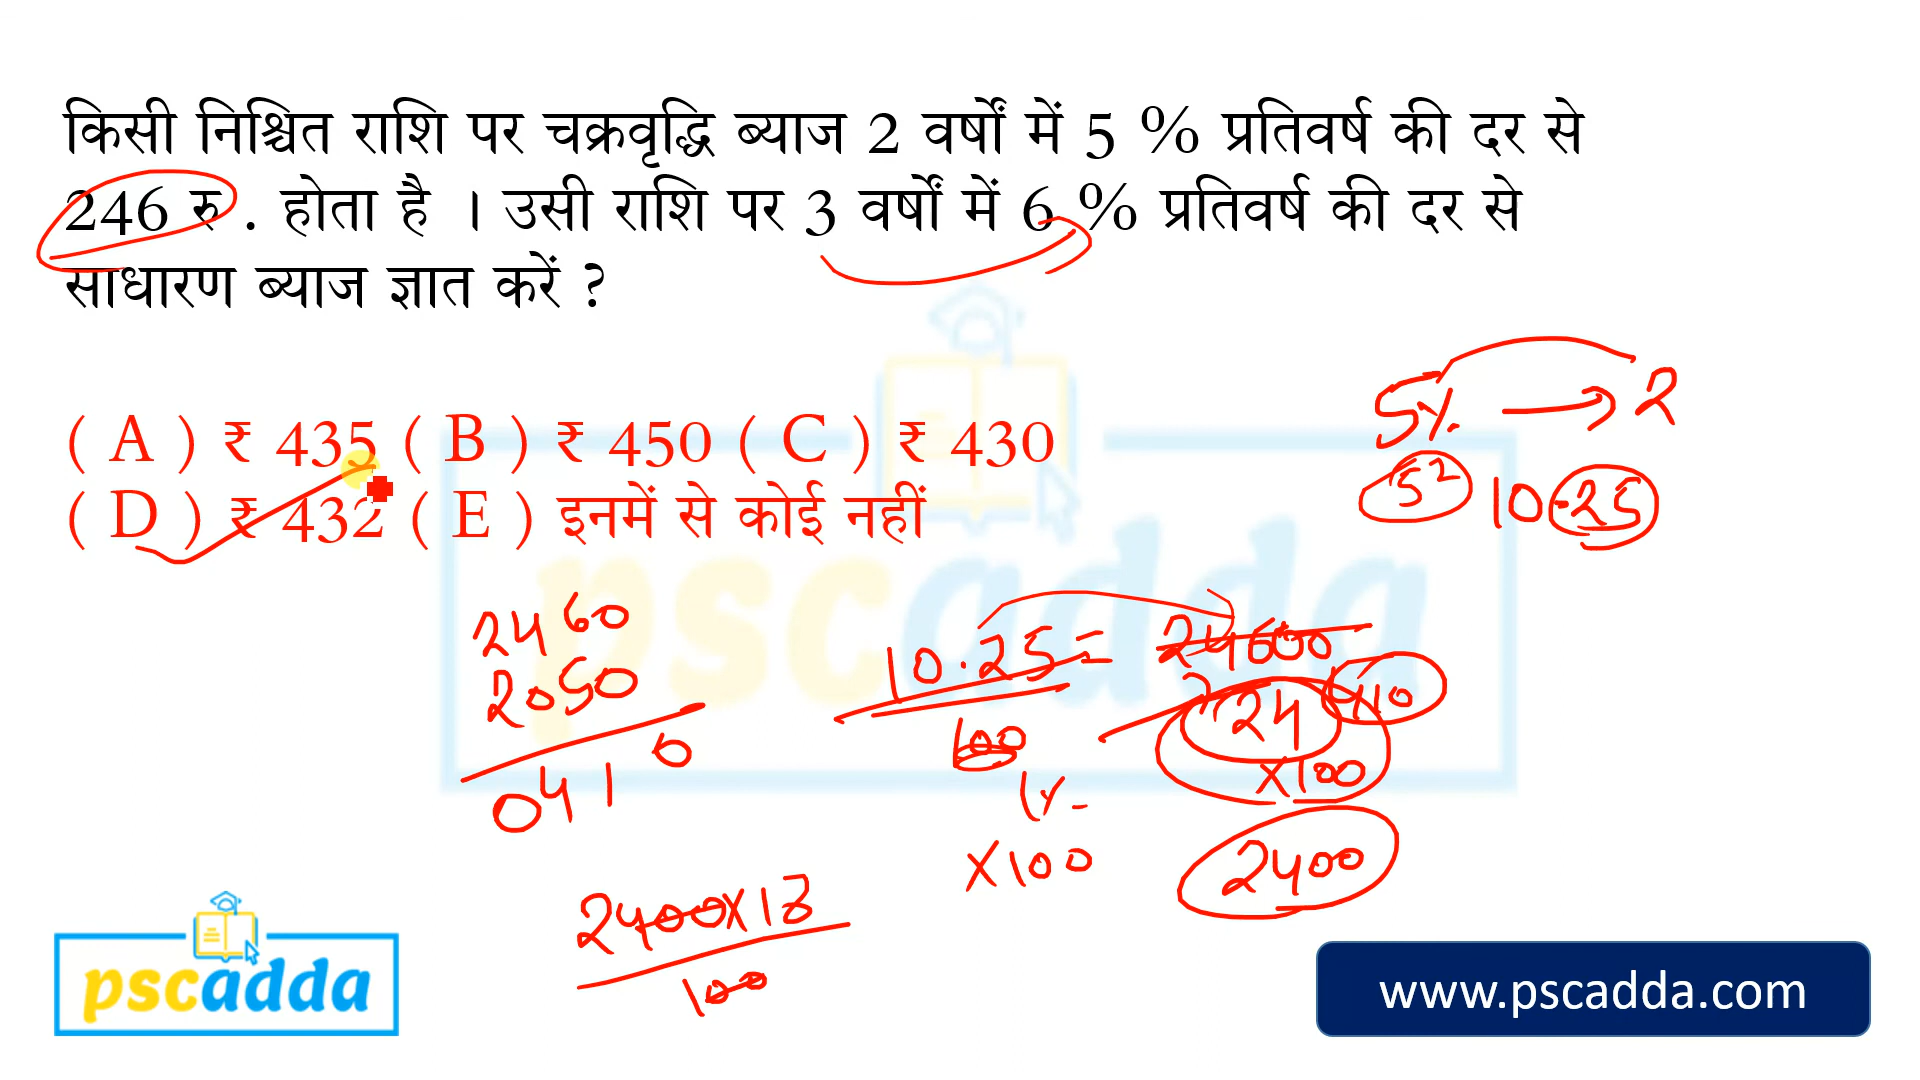 किसी निश्चित राशि पर चक्रवृद्धि ब्याज 2 वर्षों में 5 % प्रतिवर्ष की दर से
246 रु . होता है । उसी राशि पर 3 वर्षों में 6 % प्रतिवर्ष की दर से
साधारण ब्याज ज्ञात करें ?
( A ) ₹ 435 ( B ) ₹ 450 ( C ) ₹ 430
( D ) ₹ 432 ( E ) इनमें से कोई नहीं
5% → 2
5² 10.25
2460
2050
0410
10.25 = 24600
100
24
×100
1% =
×100
2400
2400×18
100
pscadda
pscadda
www.pscadda.com